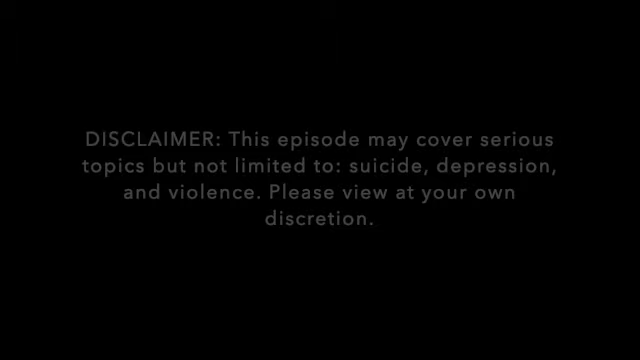 DISCLAIMER: This episode may cover serious
topics but not limited to: suicide, depression,
and violence. Please view at your own
discretion.